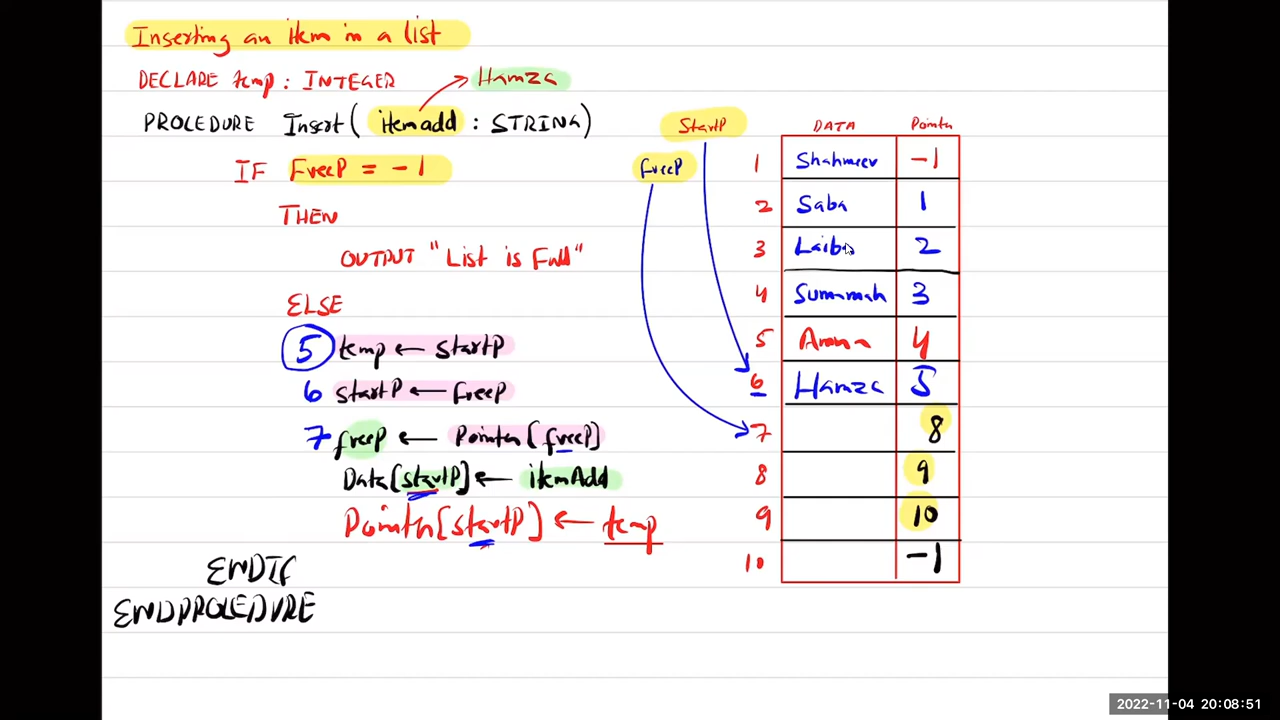 Inserting an item in a list
DECLARE temp : INTEGER
Hamza
PROCEDURE Insert( itemadd : STRING)
IF FreeP = -1
THEN
OUTPUT "List is Full"
ELSE
5 temp ← startP
6 startP ← freeP
7 freeP ← Pointer[freeP]
Data[startP] ← itemAdd
Pointer[startP] ← temp
ENDIF
ENDPROCEDURE
StartP
FreeP
DATA Pointer
1 Shahmeer -1
2 Saba 1
3 Laiba 2
4 Sumamah 3
5 4
6 Hamza 5
7 8
8 9
9 10
10 -1
2022-11-04 20:08:51